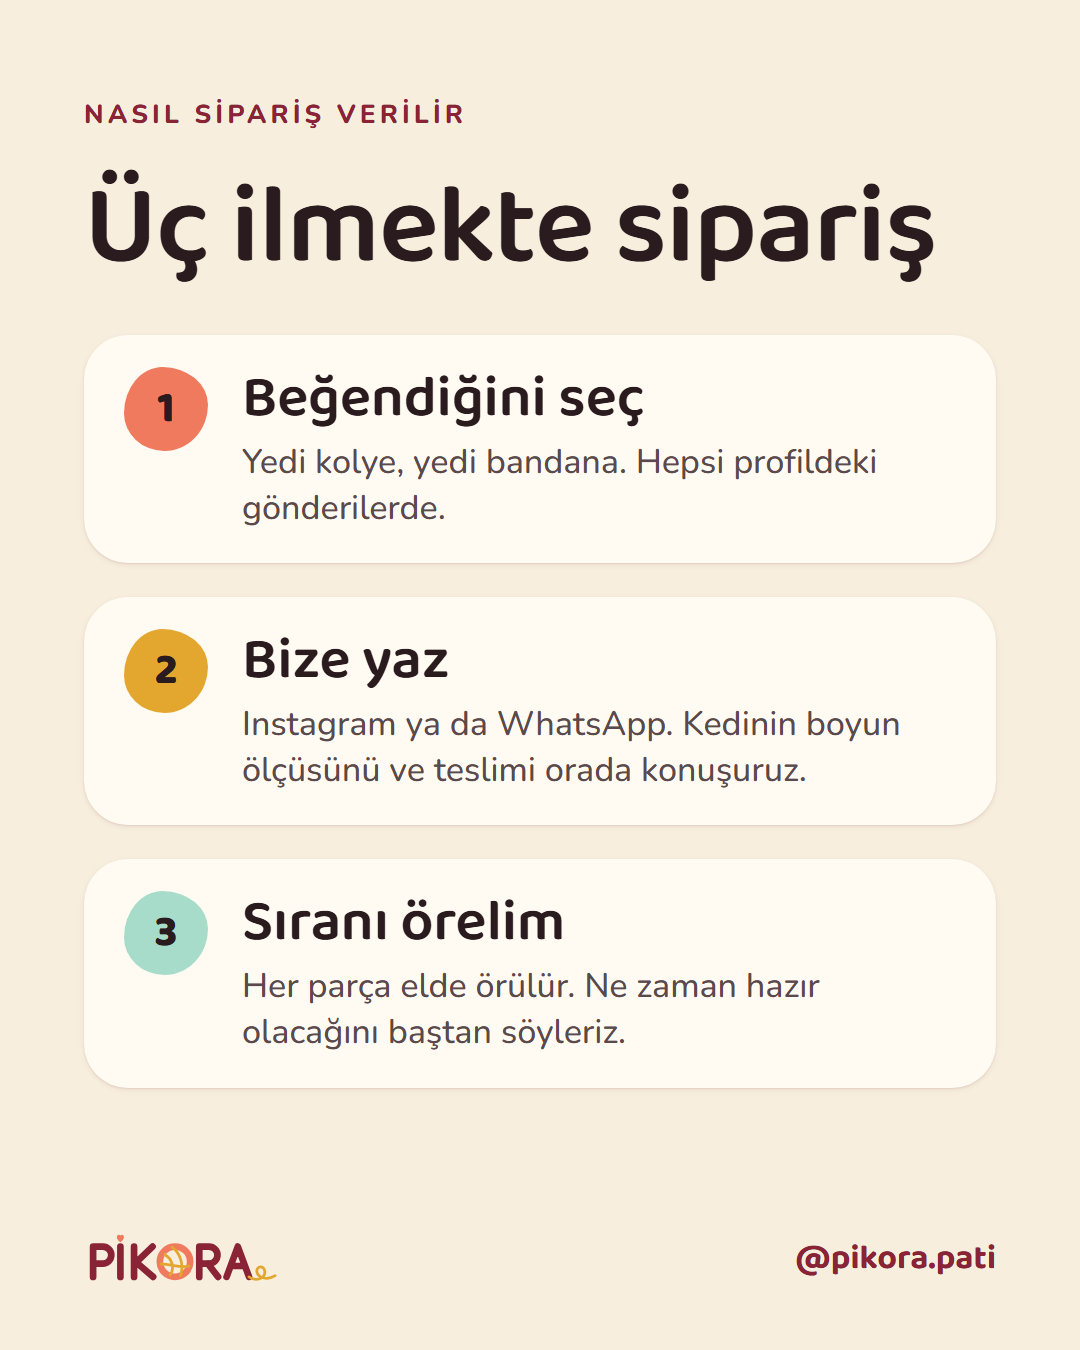 NASIL SİPARİŞ VERİLİR
Üç ilmekte sipariş
1
Beğendiğini seç
Yedi kolye, yedi bandana. Hepsi profildeki
gönderilerde.
2
Bize yaz
Instagram ya da WhatsApp. Kedinin boyun
ölçüsünü ve teslimi orada konuşuruz.
3
Sıranı örelim
Her parça elde örülür. Ne zaman hazır
olacağını baştan söyleriz.
PİKORA
@pikora.pati